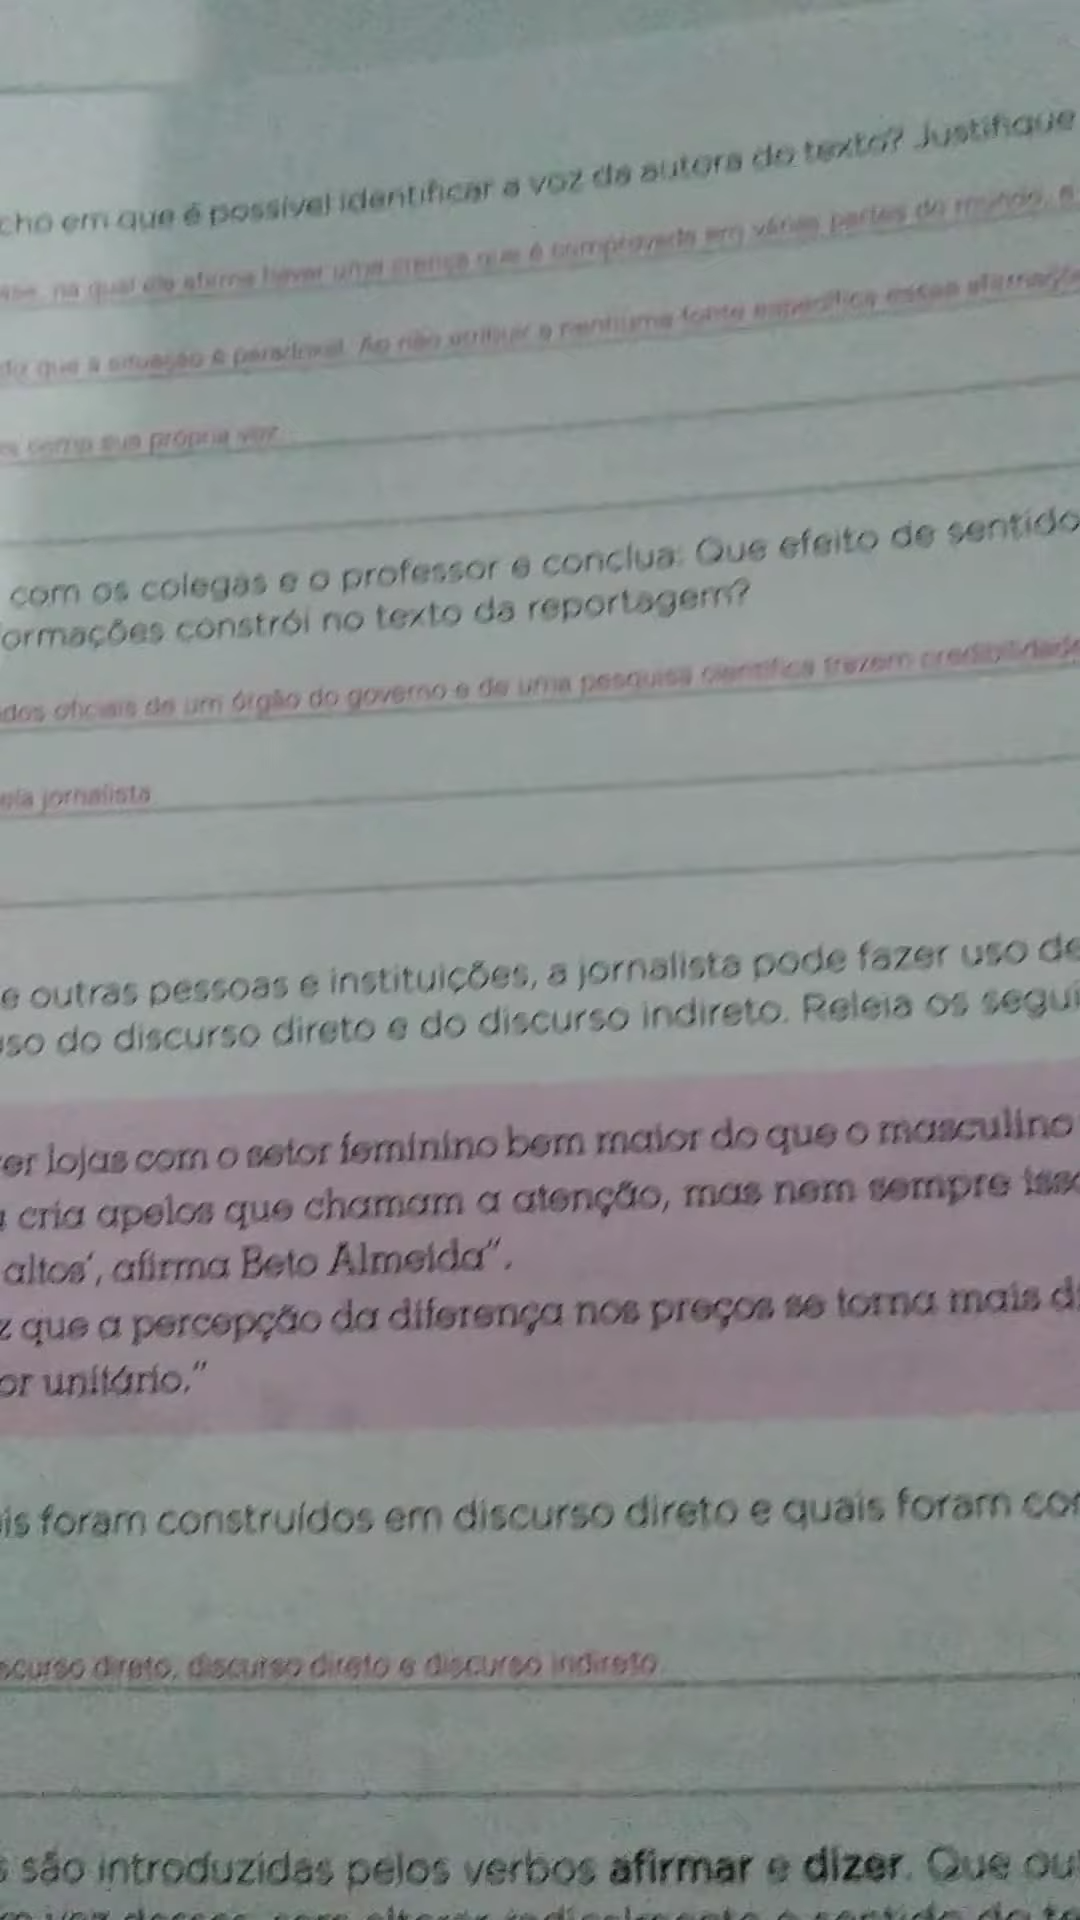 cho em que é possível identificar a voz da autora do texto? Justifique
na qual ele afirma haver uma crença que é comprovada em várias partes do mundo, e
que a situação é paradoxal. Ao não atribuir a nenhuma fonte específica essas
como sua própria voz
com os colegas e o professor e conclua: Que efeito de sentido
ormações constrói no texto da reportagem?
dos oficiais de um órgão do governo e de uma pesquisa científica trazem credibilidade
ela jornalista
e outras pessoas e instituições, a jornalista pode fazer uso de
uso do discurso direto e do discurso indireto. Releia os segui
er lojas com o setor feminino bem maior do que o masculino
cria apelos que chamam a atenção, mas nem sempre isso
altos', afirma Beto Almeida".
z que a percepção da diferença nos preços se torna mais di
or unitário."
is foram construídos em discurso direto e quais foram con
scurso direto, discurso direto e discurso indireto.
s são introduzidas pelos verbos afirmar e dizer. Que out